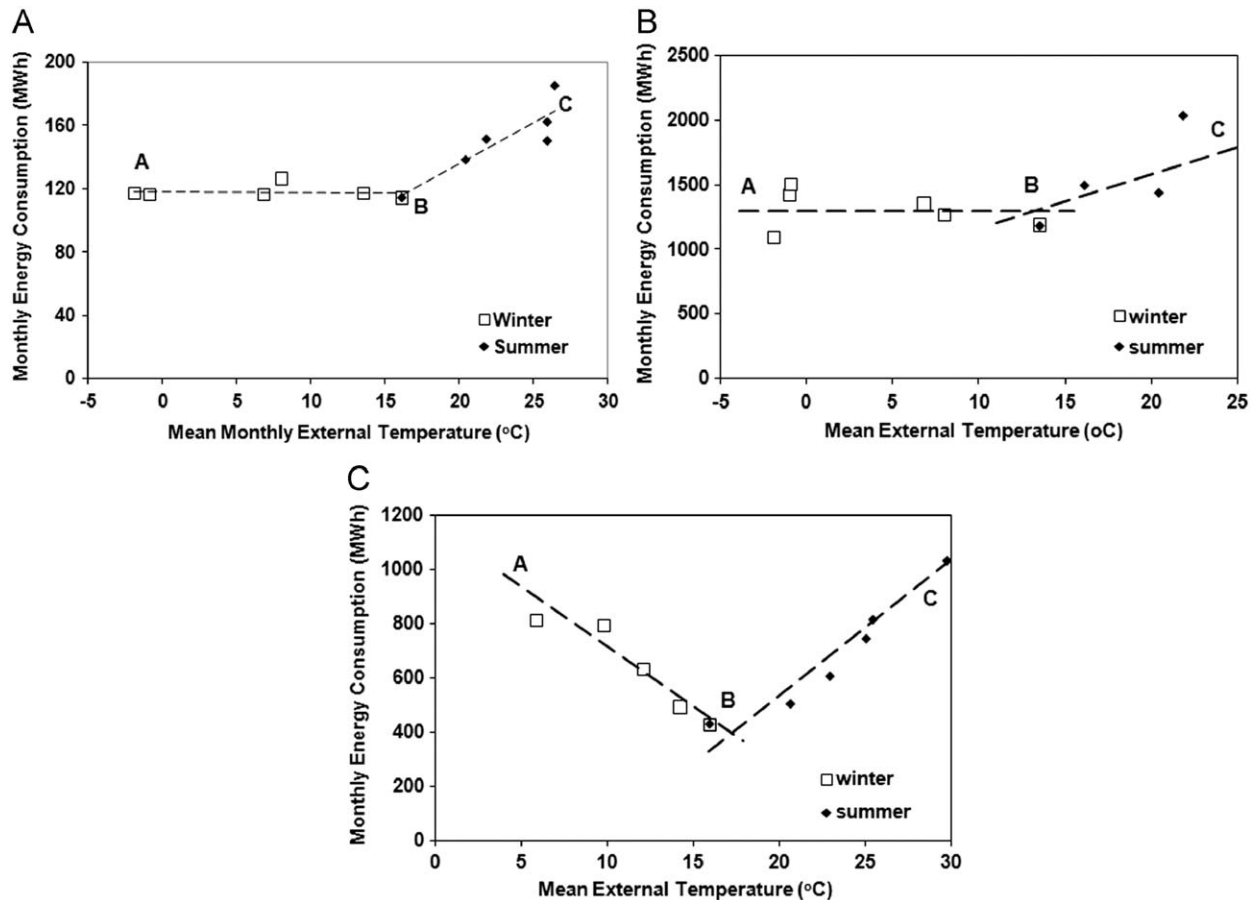 A
Monthly Energy Consumption (MWh)
200
160
120
80
40
0
A
B
C
Winter
Summer
-5
0
5
10
15
20
25
30
Mean Monthly External Temperature (ºC)
B
Monthly Energy Consumption (MWh)
2500
2000
1500
1000
500
0
A
B
C
winter
summer
-5
0
5
10
15
20
25
Mean External Temperature (oC)
C
Monthly Energy Consumption (MWh)
1200
1000
800
600
400
200
0
A
B
C
winter
summer
0
5
10
15
20
25
30
Mean External Temperature (ºC)